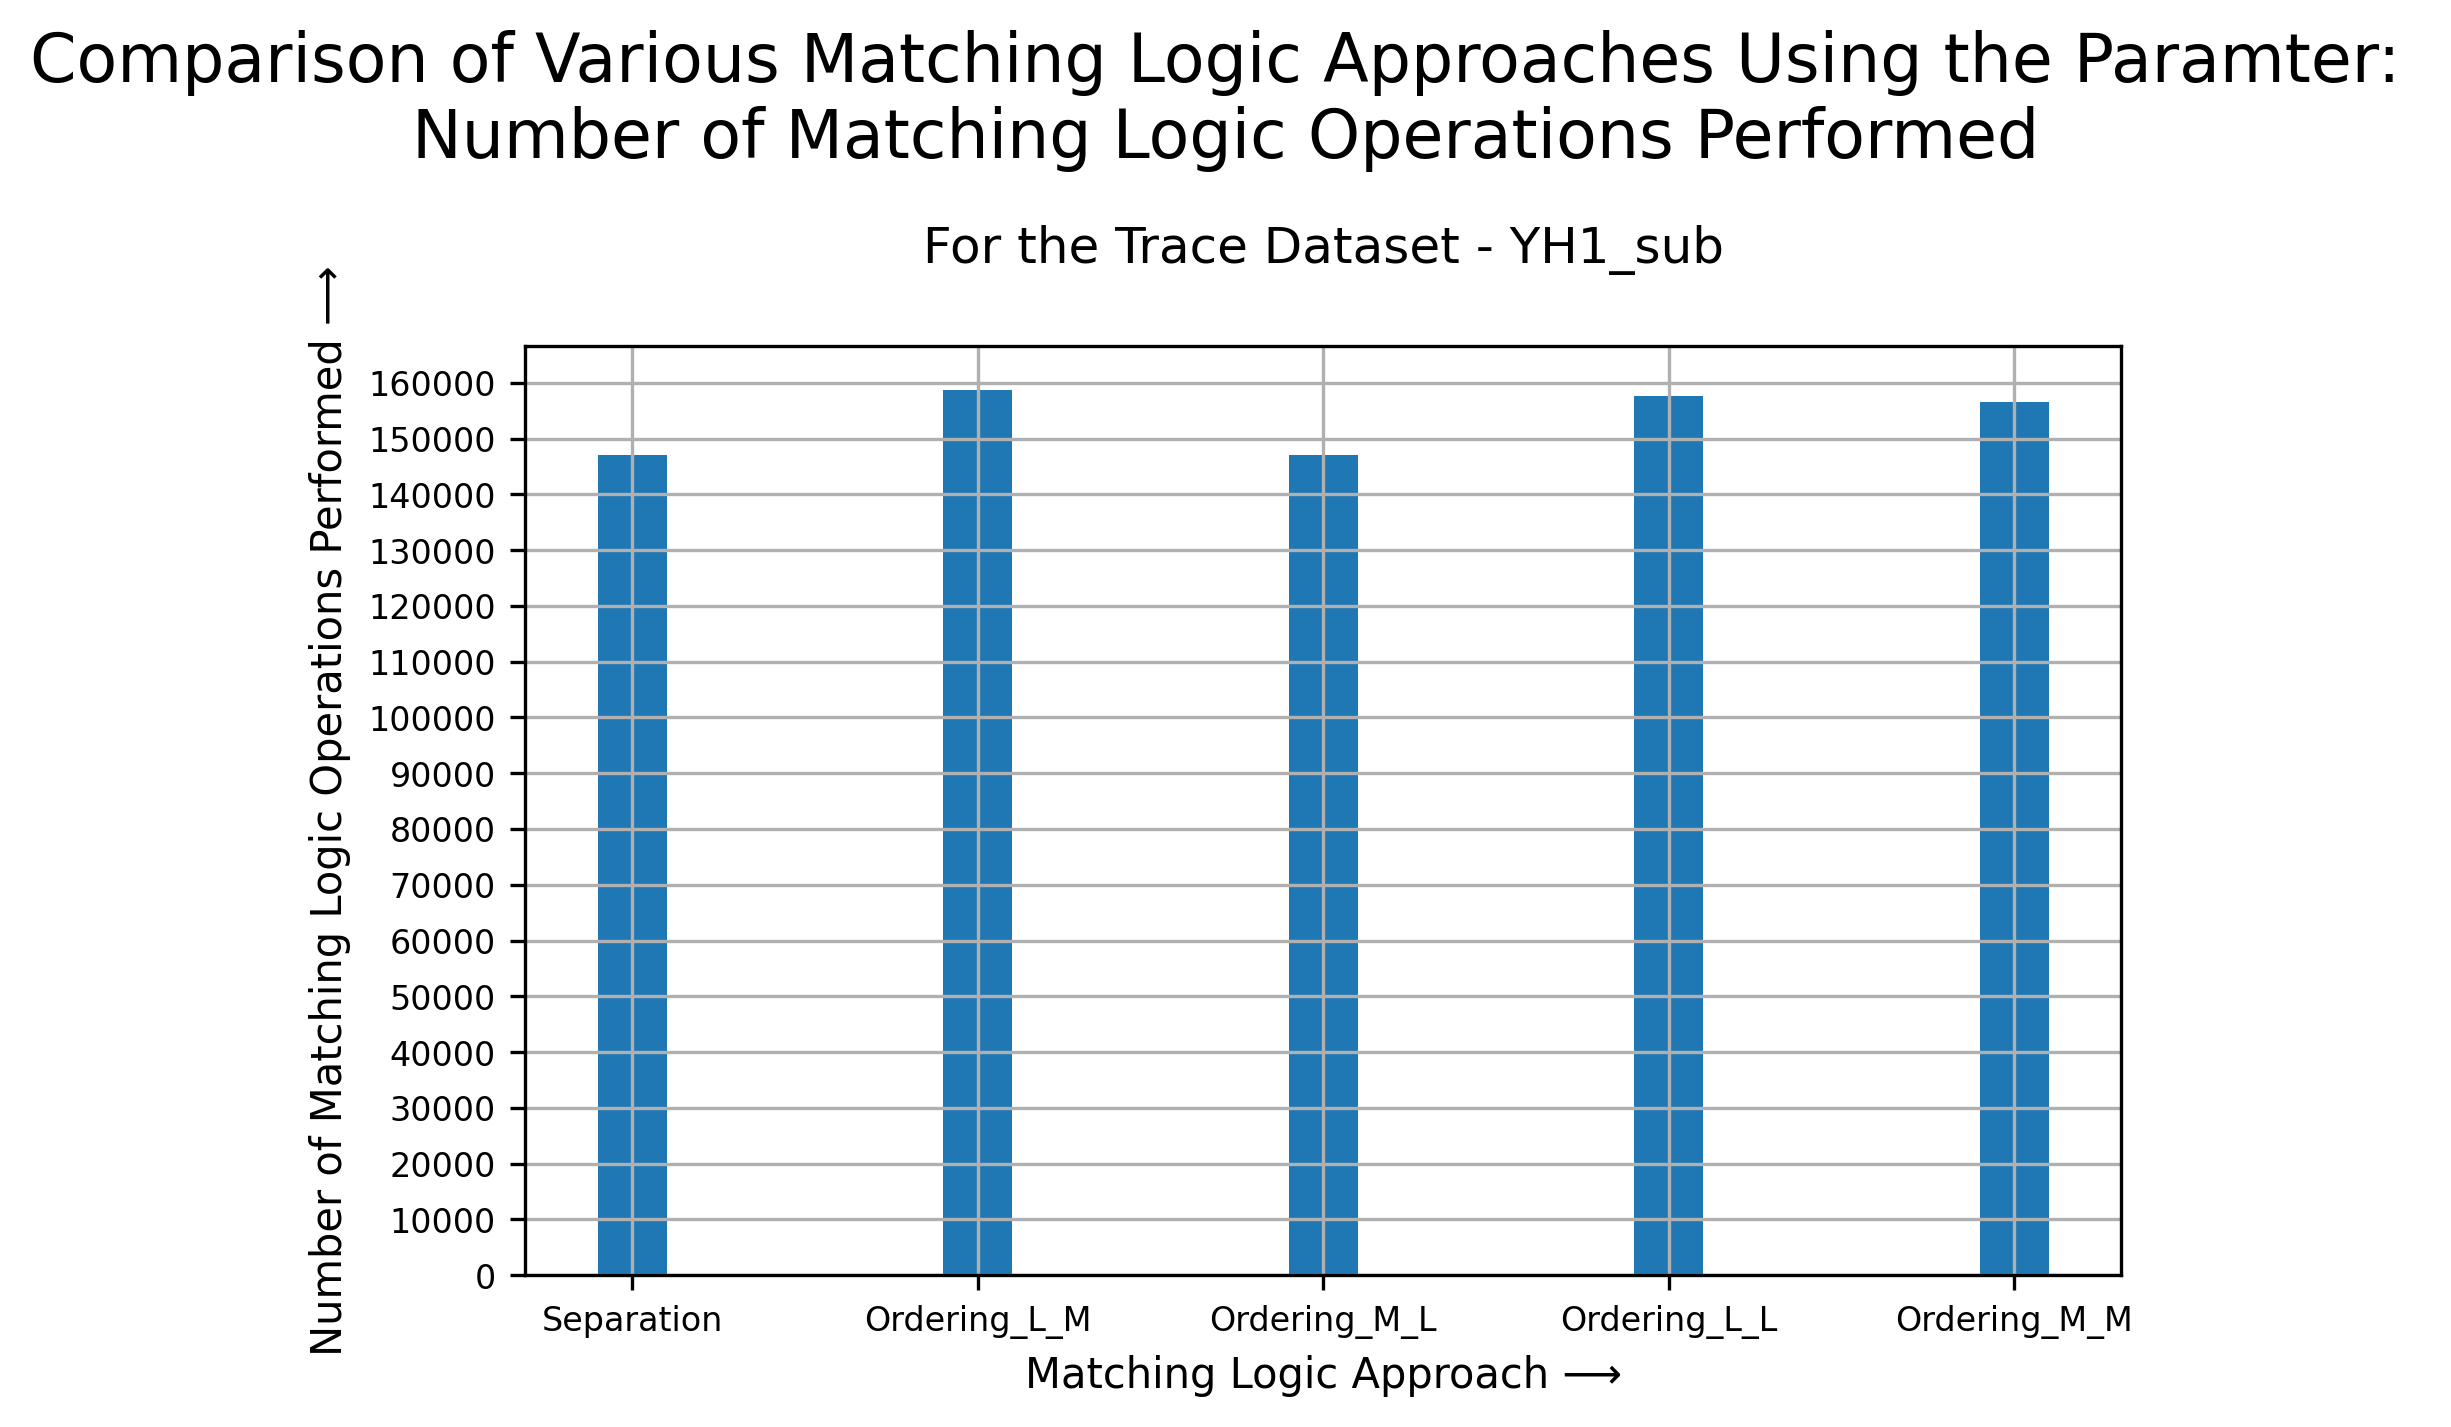 Comparison of Various Matching Logic Approaches Using the Paramter:
Number of Matching Logic Operations Performed
For the Trace Dataset - YH1_sub
Number of Matching Logic Operations Performed ⟶
160000
150000
140000
130000
120000
110000
100000
90000
80000
70000
60000
50000
40000
30000
20000
10000
0
Separation Ordering_L_M Ordering_M_L Ordering_L_L Ordering_M_M
Matching Logic Approach ⟶